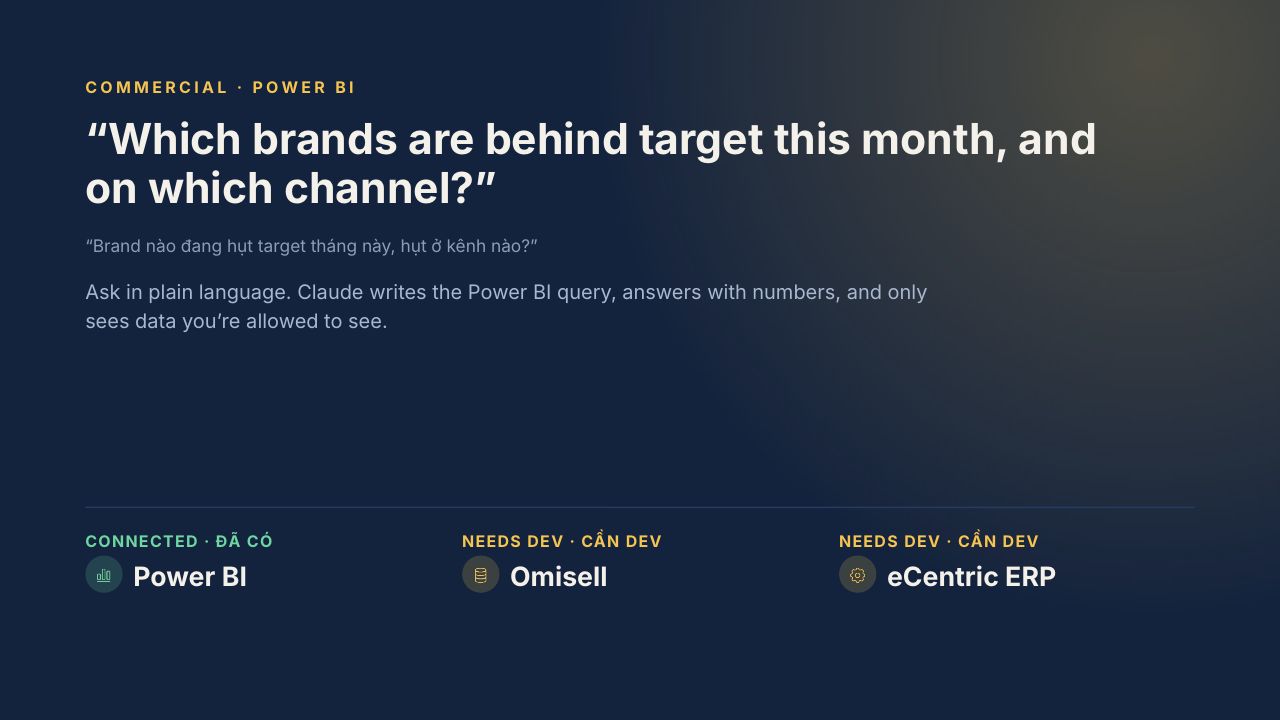 COMMERCIAL · POWER BI
“Which brands are behind target this month, and
on which channel?”
“Brand nào đang hụt target tháng này, hụt ở kênh nào?”
Ask in plain language. Claude writes the Power BI query, answers with numbers, and only
sees data you’re allowed to see.
CONNECTED · ĐÃ CÓ
Power BI
NEEDS DEV · CẦN DEV
Omisell
NEEDS DEV · CẦN DEV
eCentric ERP